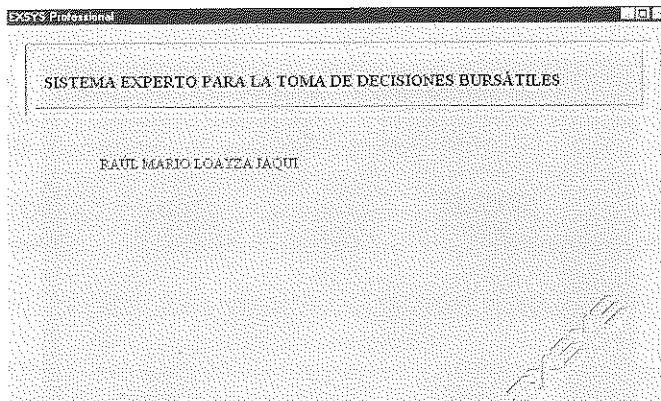 EXSYS Professional
SISTEMA EXPERTO PARA LA TOMA DE DECISIONES BURSÁTILES
RAUL MARIO LOAYZA JAQUI